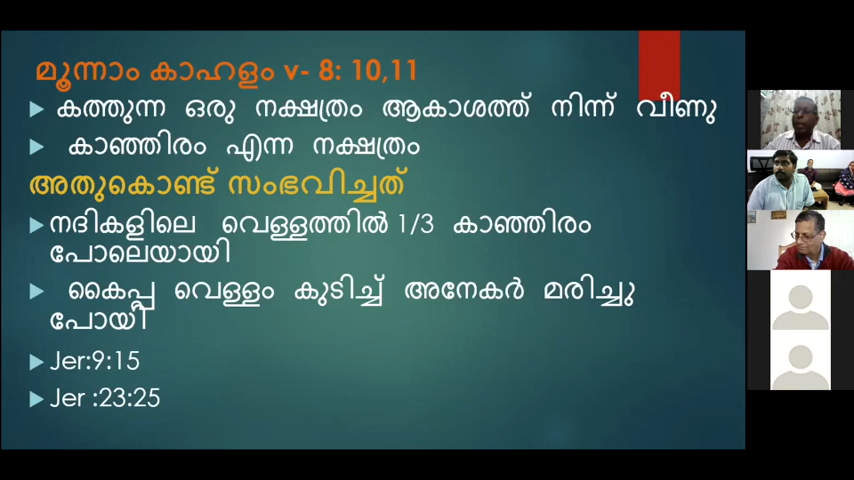 മൂന്നാം കാഹളം v- 8: 10,11
കത്തുന്ന ഒരു നക്ഷത്രം ആകാശത്ത് നിന്ന് വീണു
കാഞ്ഞിരം എന്ന നക്ഷത്രം
അതുകൊണ്ട് സംഭവിച്ചത്
നദികളിലെ വെള്ളത്തിൽ 1/3 കാഞ്ഞിരം
പോലെയായി
കൈപ്പു വെള്ളം കുടിച്ച് അനേകർ മരിച്ചു
പോയി
Jer:9:15
Jer :23:25